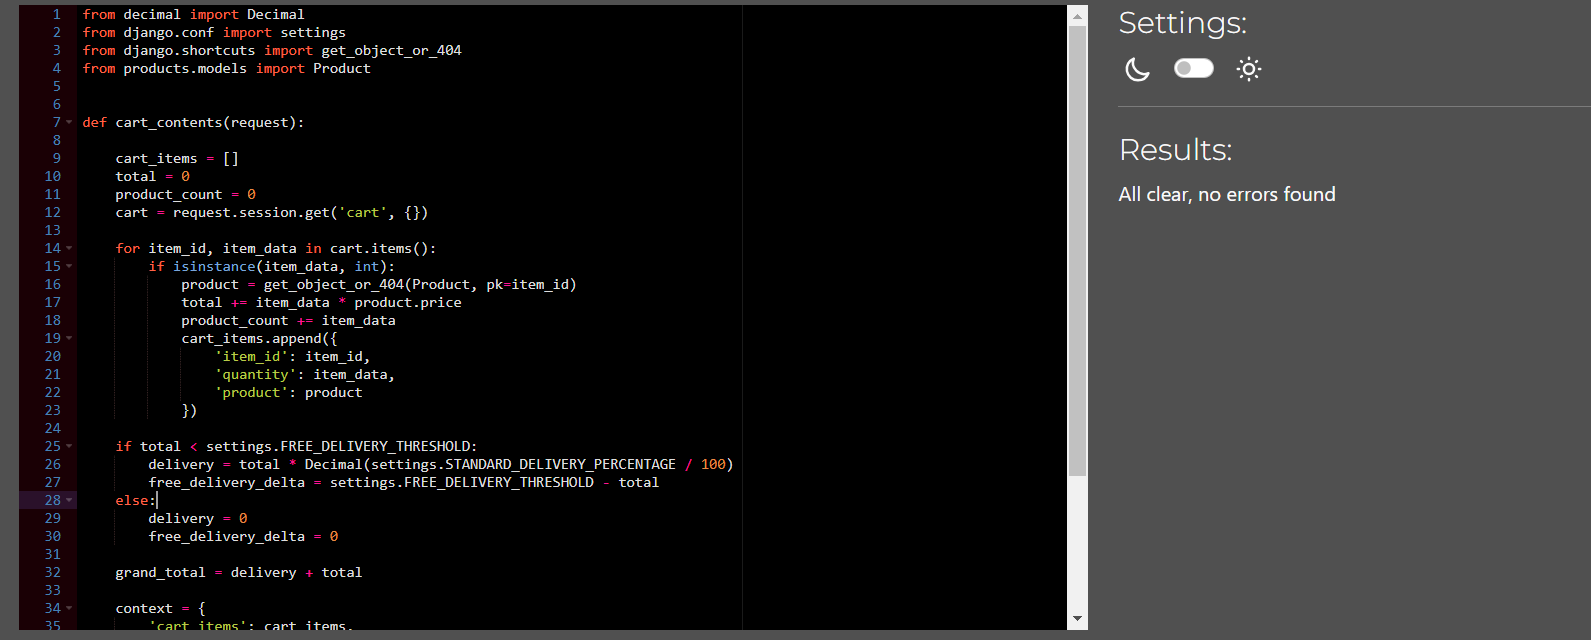 1 from decimal import Decimal
2 from django.conf import settings
3 from django.shortcuts import get_object_or_404
4 from products.models import Product
5
6
7 def cart_contents(request):
8
9     cart_items = []
10     total = 0
11     product_count = 0
12     cart = request.session.get('cart', {})
13
14     for item_id, item_data in cart.items():
15         if isinstance(item_data, int):
16             product = get_object_or_404(Product, pk=item_id)
17             total += item_data * product.price
18             product_count += item_data
19             cart_items.append({
20                 'item_id': item_id,
21                 'quantity': item_data,
22                 'product': product
23             })
24
25     if total < settings.FREE_DELIVERY_THRESHOLD:
26         delivery = total * Decimal(settings.STANDARD_DELIVERY_PERCENTAGE / 100)
27         free_delivery_delta = settings.FREE_DELIVERY_THRESHOLD - total
28     else:
29         delivery = 0
30         free_delivery_delta = 0
31
32     grand_total = delivery + total
33
34     context = {
35         'cart_items': cart_items,
Settings:
Results:
All clear, no errors found